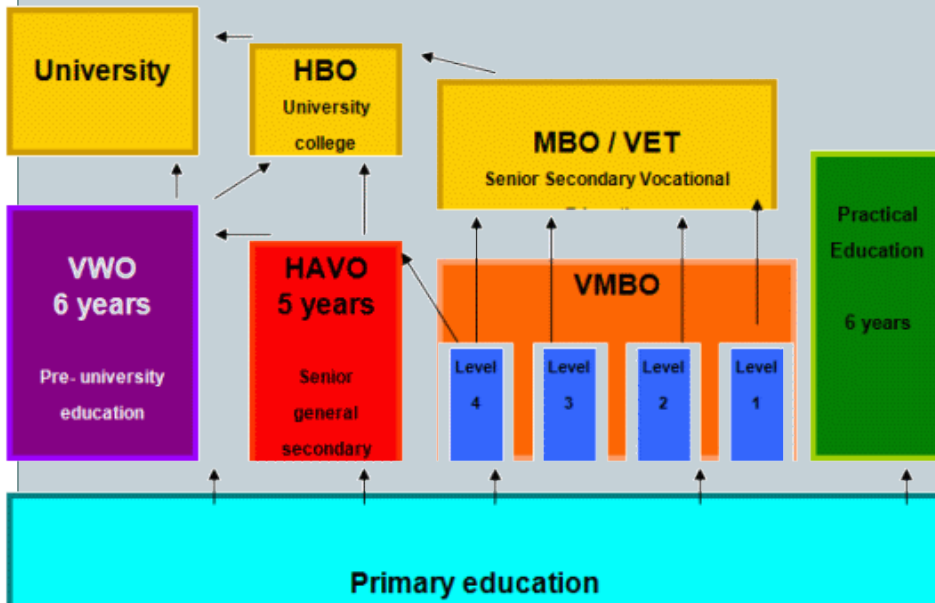 University
HBO
University
college
MBO / VET
Senior Secondary Vocational
Practical
Education
6 years
VWO
6 years
Pre- university
education
HAVO
5 years
Senior
general
secondary
VMBO
Level
4
Level
3
Level
2
Level
1
Primary education